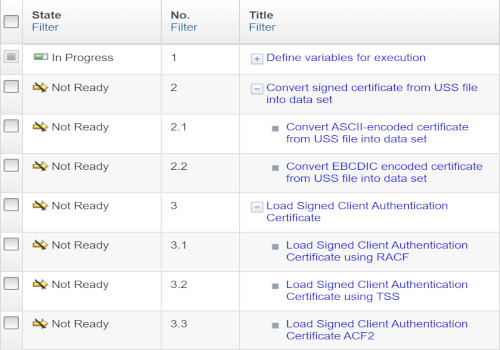 State No. Title
Filter Filter Filter
In Progress 1 Define variables for execution
Not Ready 2 Convert signed certificate from USS file
into data set
Not Ready 2.1 Convert ASCII-encoded certificate
from USS file into data set
Not Ready 2.2 Convert EBCDIC encoded certificate
from USS file into data set
Not Ready 3 Load Signed Client Authentication
Certificate
Not Ready 3.1 Load Signed Client Authentication
Certificate using RACF
Not Ready 3.2 Load Signed Client Authentication
Certificate using TSS
Not Ready 3.3 Load Signed Client Authentication
Certificate ACF2